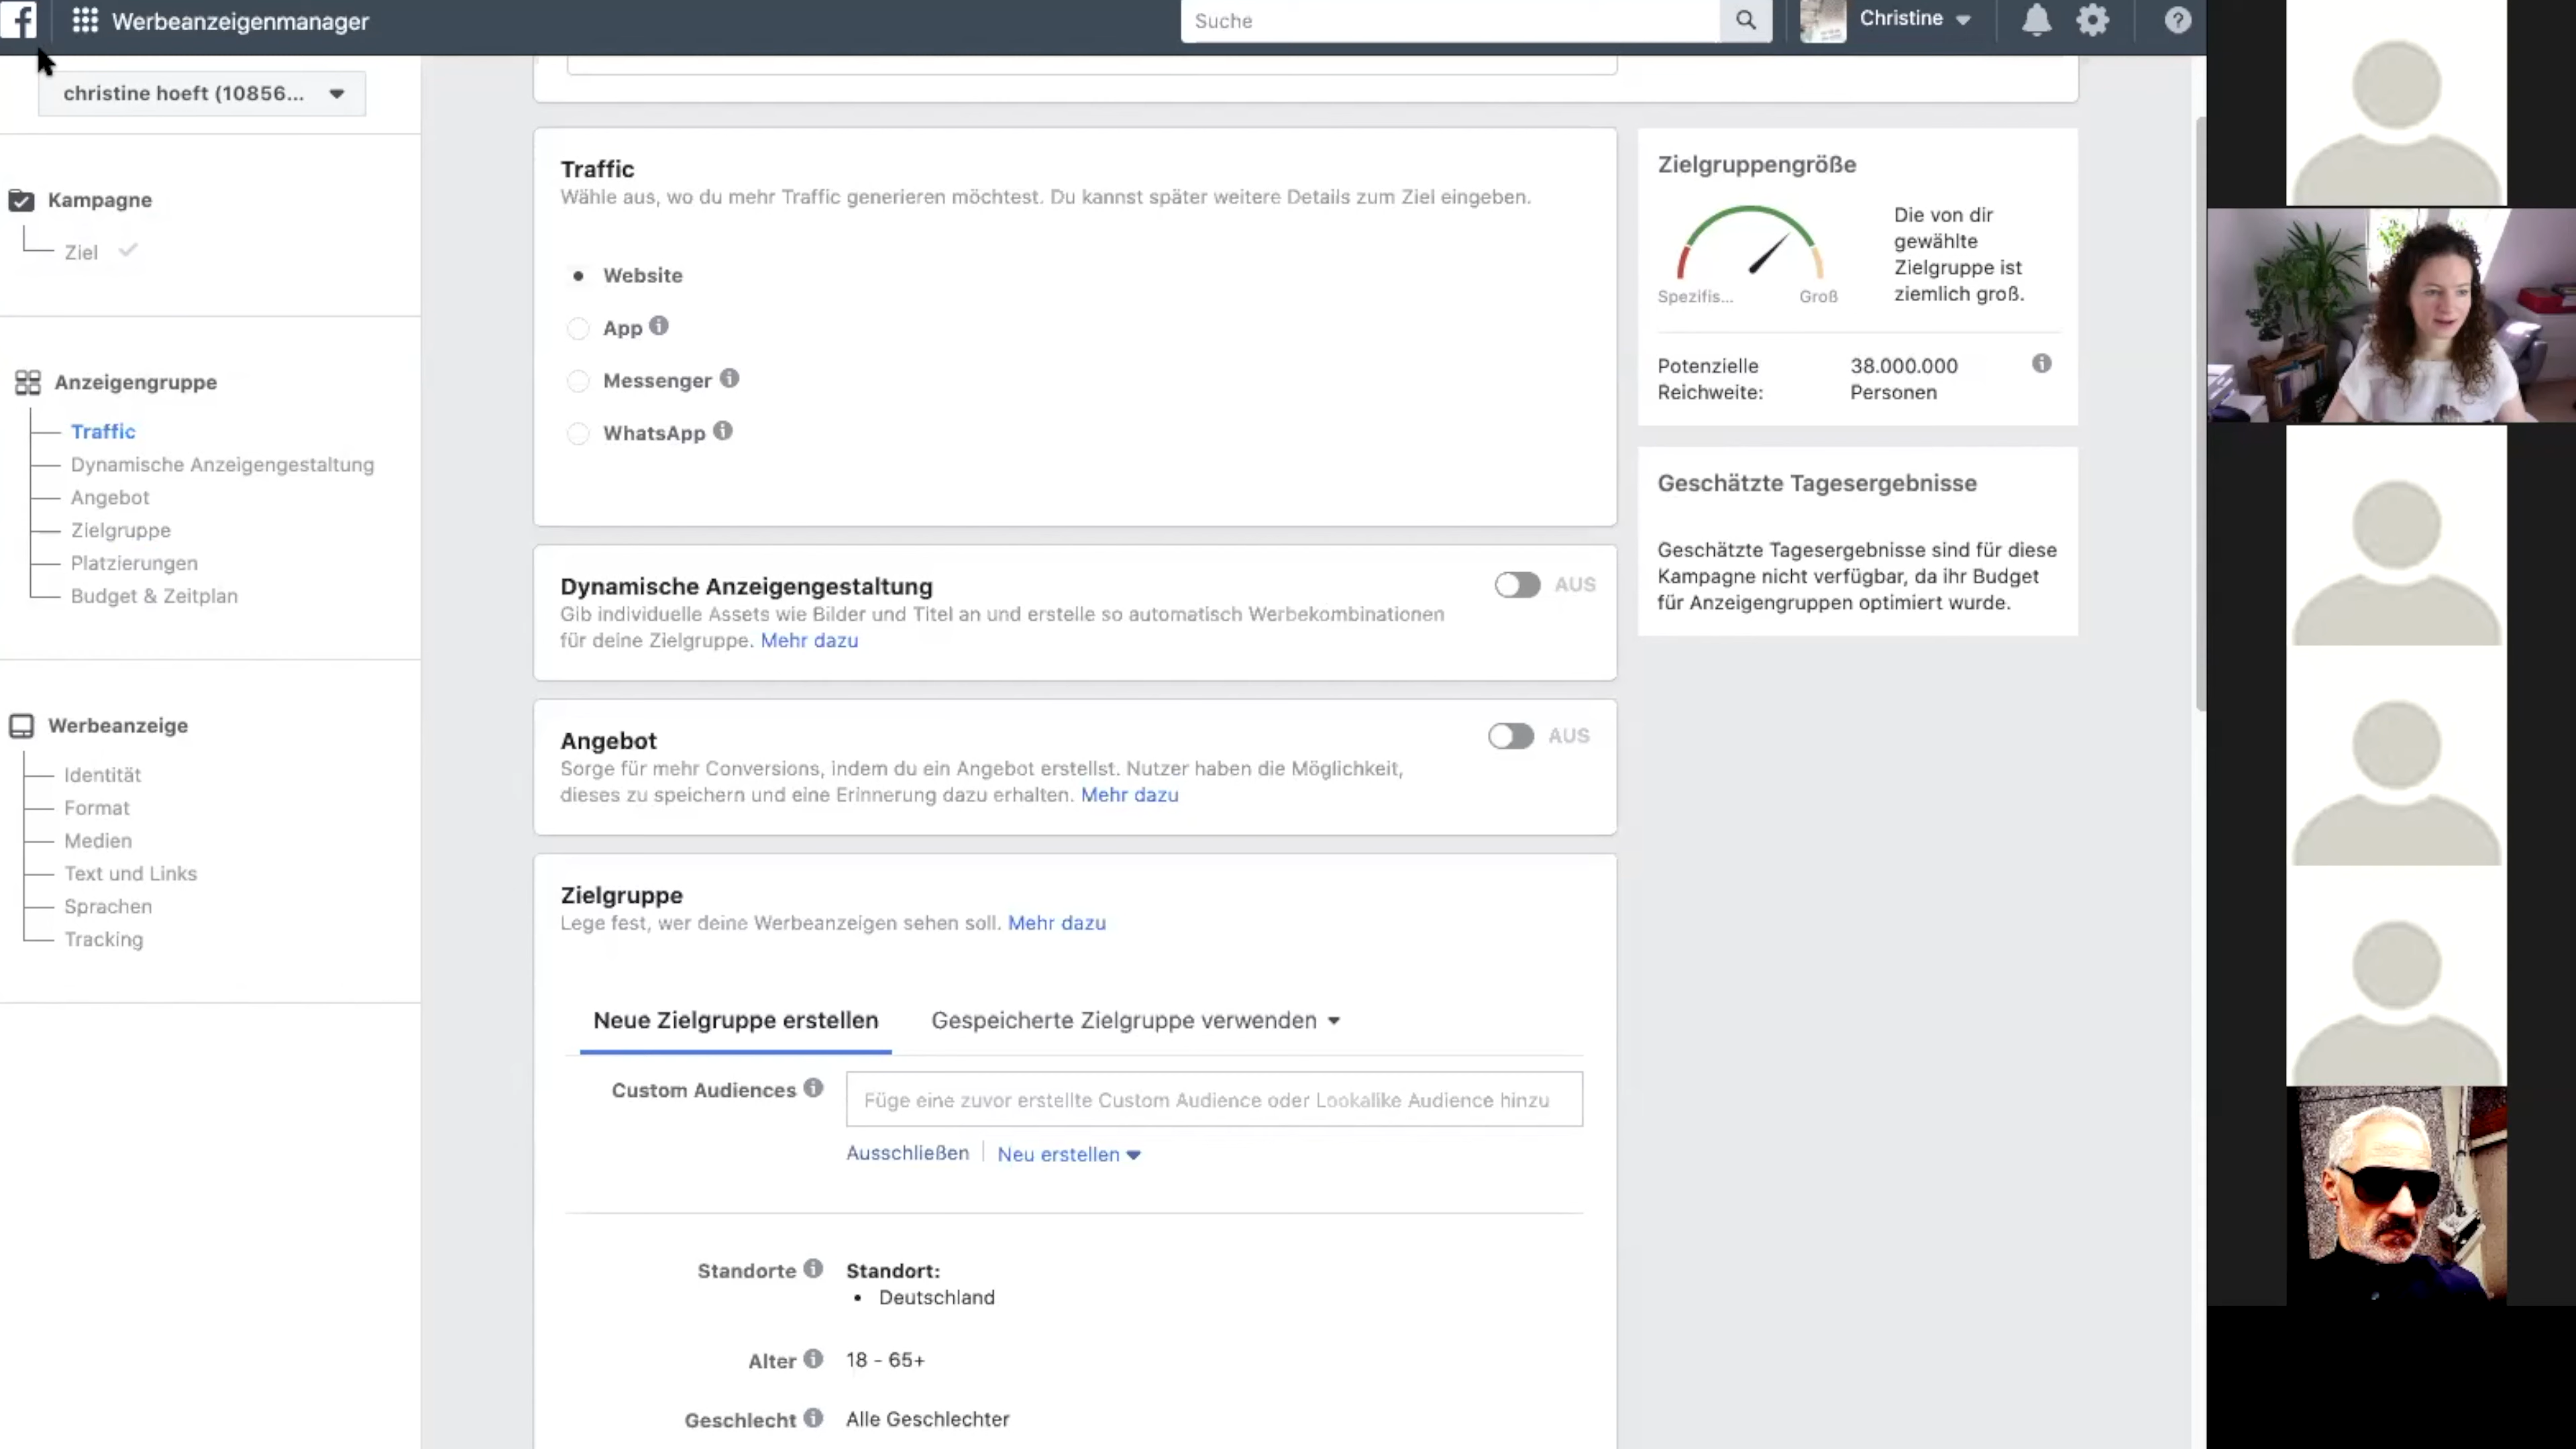 Werbeanzeigenmanager
Suche
Christine
christine hoeft (10856...
Kampagne
Ziel
Anzeigengruppe
Traffic
Dynamische Anzeigengestaltung
Angebot
Zielgruppe
Platzierungen
Budget & Zeitplan
Werbeanzeige
Identität
Format
Medien
Text und Links
Sprachen
Tracking
Traffic
Wähle aus, wo du mehr Traffic generieren möchtest. Du kannst später weitere Details zum Ziel eingeben.
Website
App
Messenger
WhatsApp
Dynamische Anzeigengestaltung
AUS
Gib individuelle Assets wie Bilder und Titel an und erstelle so automatisch Werbekombinationen
für deine Zielgruppe. Mehr dazu
Angebot
AUS
Sorge für mehr Conversions, indem du ein Angebot erstellst. Nutzer haben die Möglichkeit,
dieses zu speichern und eine Erinnerung dazu erhalten. Mehr dazu
Zielgruppe
Lege fest, wer deine Werbeanzeigen sehen soll. Mehr dazu
Neue Zielgruppe erstellen
Gespeicherte Zielgruppe verwenden
Custom Audiences
Füge eine zuvor erstellte Custom Audience oder Lookalike Audience hinzu
Ausschließen
Neu erstellen
Standorte
Standort:
• Deutschland
Alter
18 - 65+
Geschlecht
Alle Geschlechter
Zielgruppengröße
Spezifis...
Groß
Die von dir
gewählte
Zielgruppe ist
ziemlich groß.
Potenzielle
Reichweite:
38.000.000
Personen
Geschätzte Tagesergebnisse
Geschätzte Tagesergebnisse sind für diese
Kampagne nicht verfügbar, da ihr Budget
für Anzeigengruppen optimiert wurde.